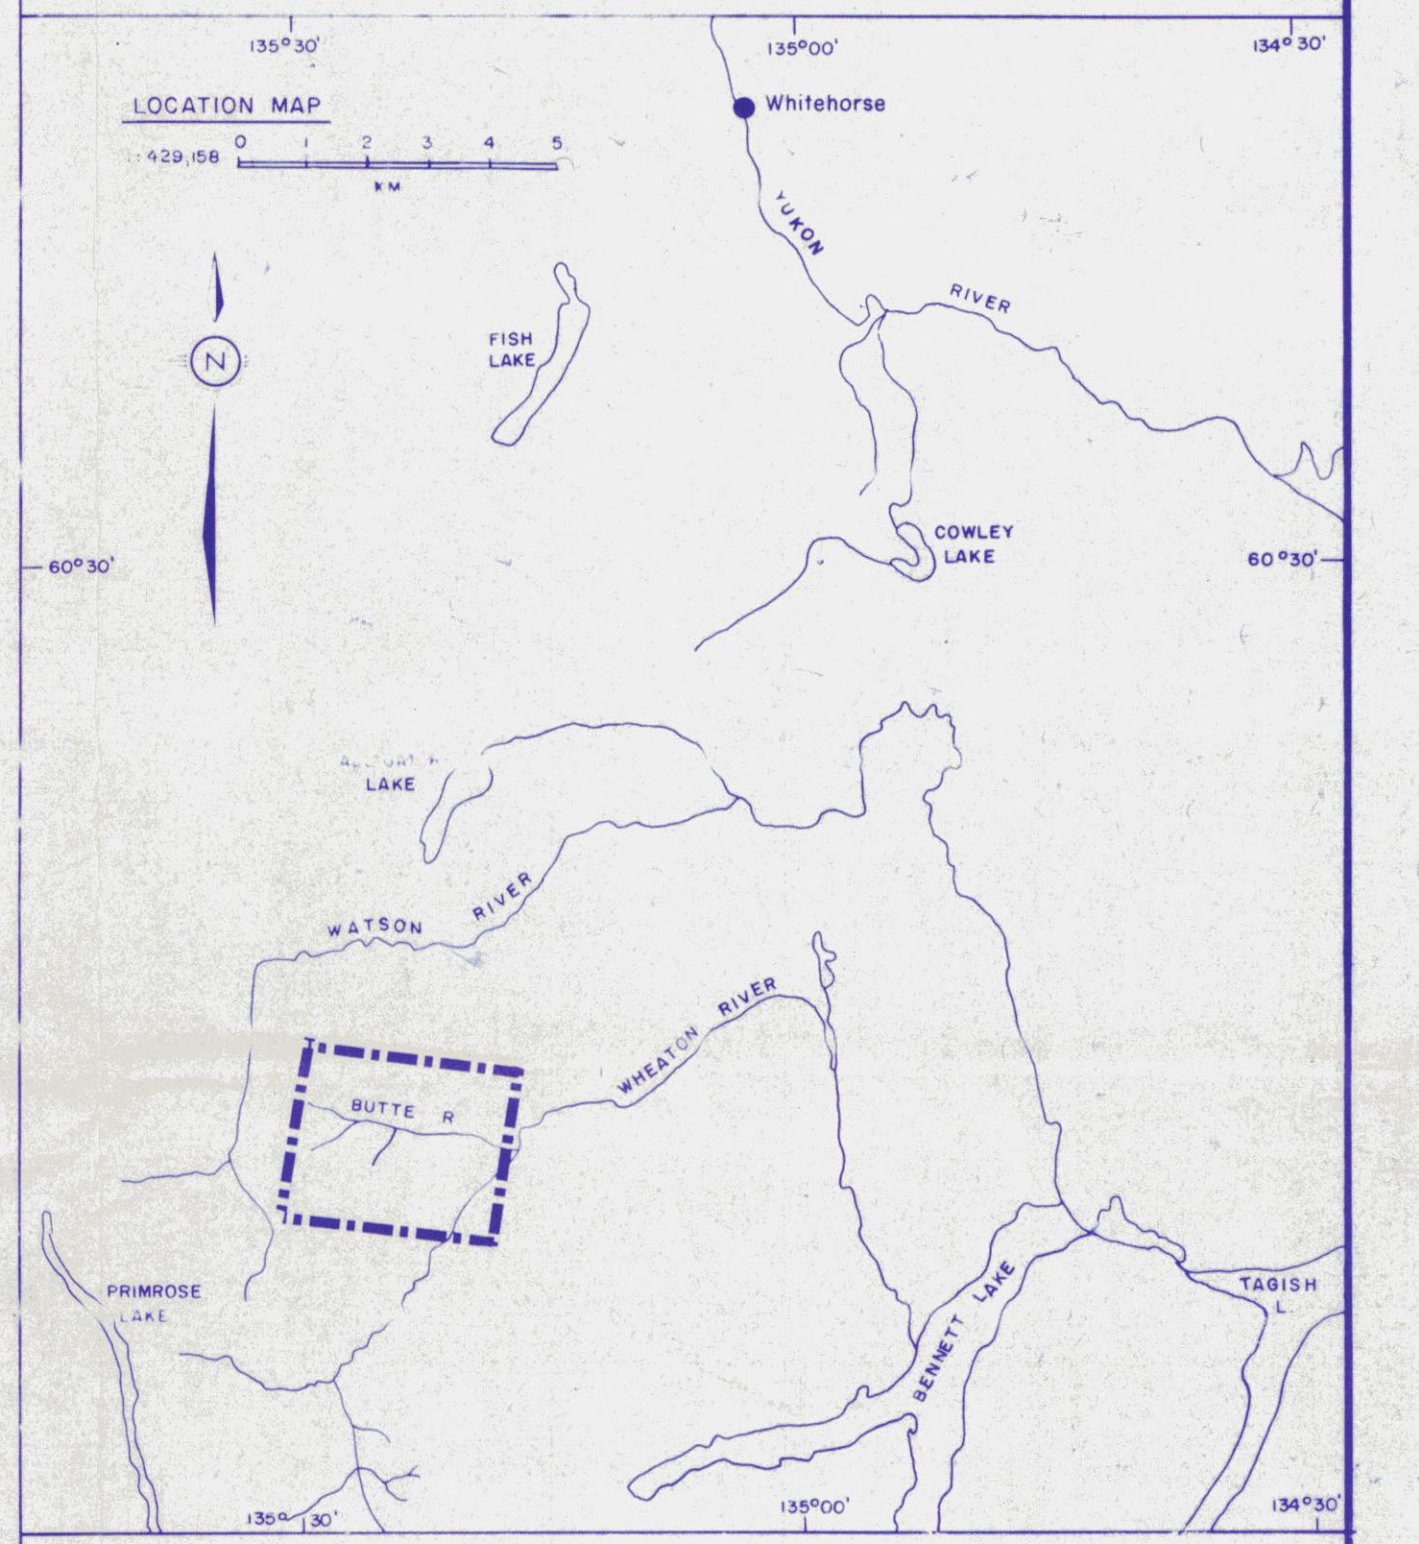 135°30'
135°00'
134°30'
LOCATION MAP
Whitehorse
0 1 2 3 4 5
1:429,158
KM
YUKON
RIVER
N
FISH
LAKE
COWLEY
LAKE
60°30'
60°30'
LAKE
WATSON
RIVER
WHEATON
RIVER
BUTTE R
PRIMROSE
LAKE
BENNETT
LAKE
TAGISH
L.
135° 30'
135°00'
134°30'